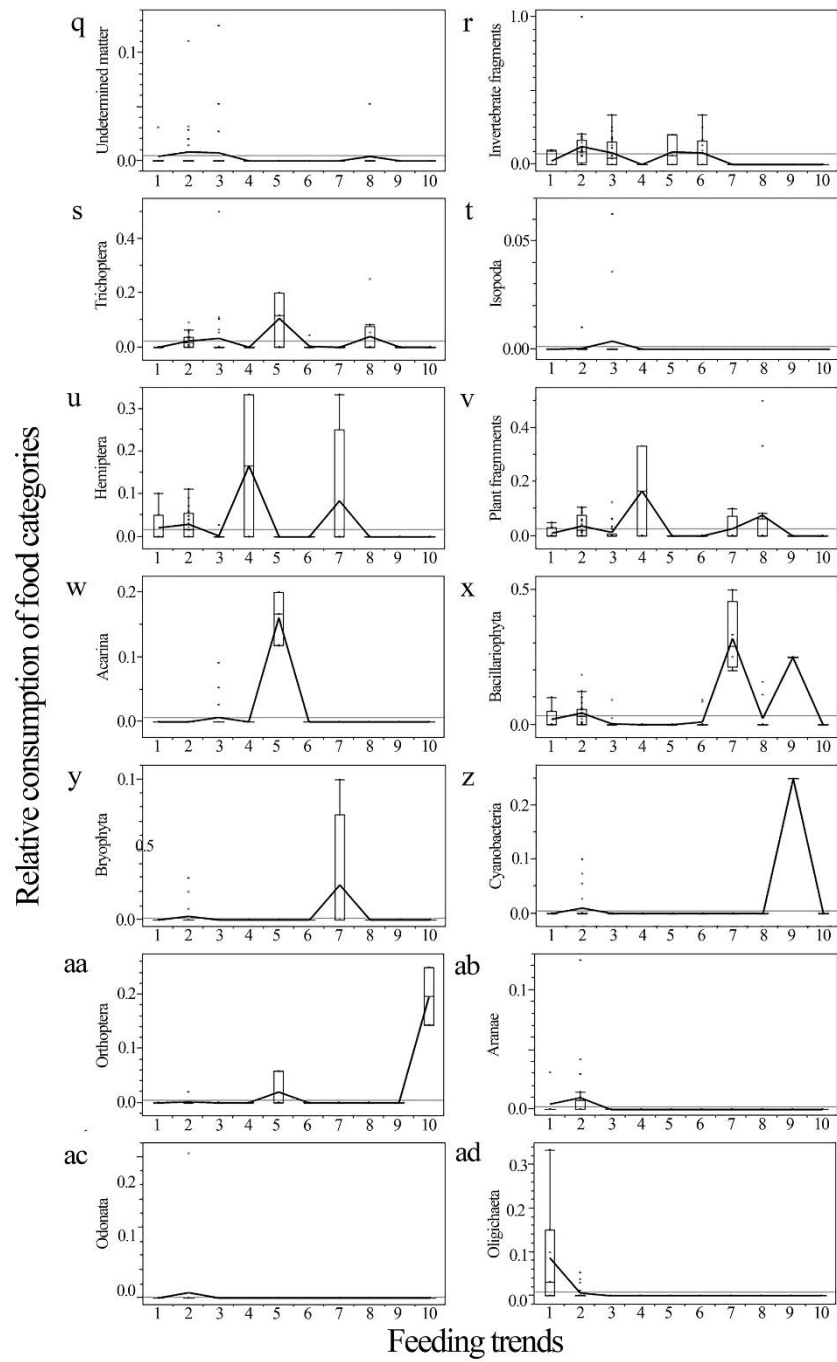 Relative consumption of food categories
q
Undetermined matter
0.1
0.0
1 2 3 4 5 6 7 8 9 10
r
Invertebrate fragments
1.0
0.0
1 2 3 4 5 6 7 8 9 10
s
Trichoptera
0.4
0.2
0.0
1 2 3 4 5 6 7 8 9 10
t
Isopoda
0.05
0.00
1 2 3 4 5 6 7 8 9 10
u
Hemiptera
0.3
0.2
0.1
0.0
1 2 3 4 5 6 7 8 9 10
v
Plant fragmments
0.4
0.2
0.0
1 2 3 4 5 6 7 8 9 10
w
Acarina
0.2
0.1
0.0
1 2 3 4 5 6 7 8 9 10
x
Bacillariophyta
0.5
0.0
1 2 3 4 5 6 7 8 9 10
y
Bryophyta
0.1
0.5
0.0
1 2 3 4 5 6 7 8 9 10
z
Cyanobacteria
0.2
0.1
0.0
1 2 3 4 5 6 7 8 9 10
aa
Orthoptera
0.2
0.1
0.0
1 2 3 4 5 6 7 8 9 10
ab
Aranae
0.1
0.0
1 2 3 4 5 6 7 8 9 10
ac
Odonata
0.2
0.1
0.0
1 2 3 4 5 6 7 8 9 10
ad
Oligichaeta
0.3
0.2
0.1
0.0
1 2 3 4 5 6 7 8 9 10
Feeding trends